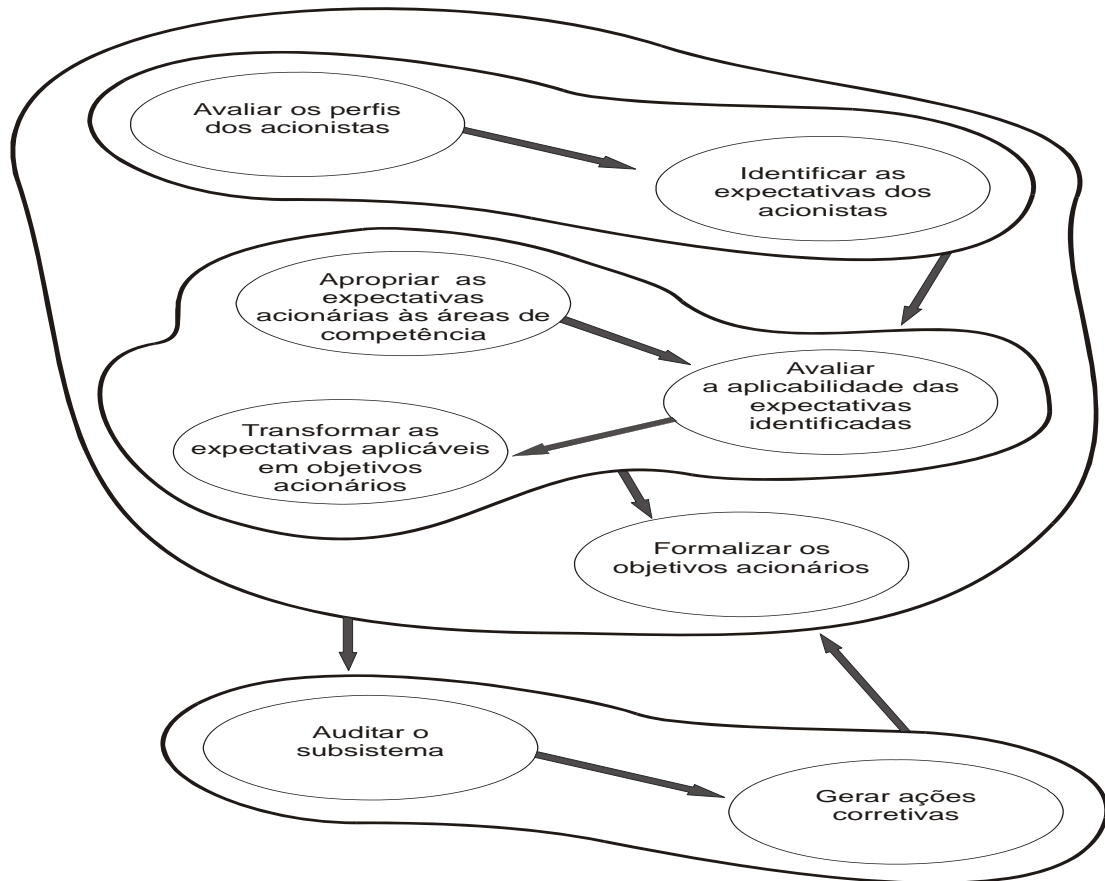 Avaliar os perfis
dos acionistas
Identificar as
expectativas dos
acionistas
Apropriar as
expectativas
acionárias às áreas de
competência
Avaliar
a aplicabilidade das
expectativas
identificadas
Transformar as
expectativas aplicáveis
em objetivos
acionários
Formalizar os
objetivos acionários
Auditar o
subsistema
Gerar ações
corretivas